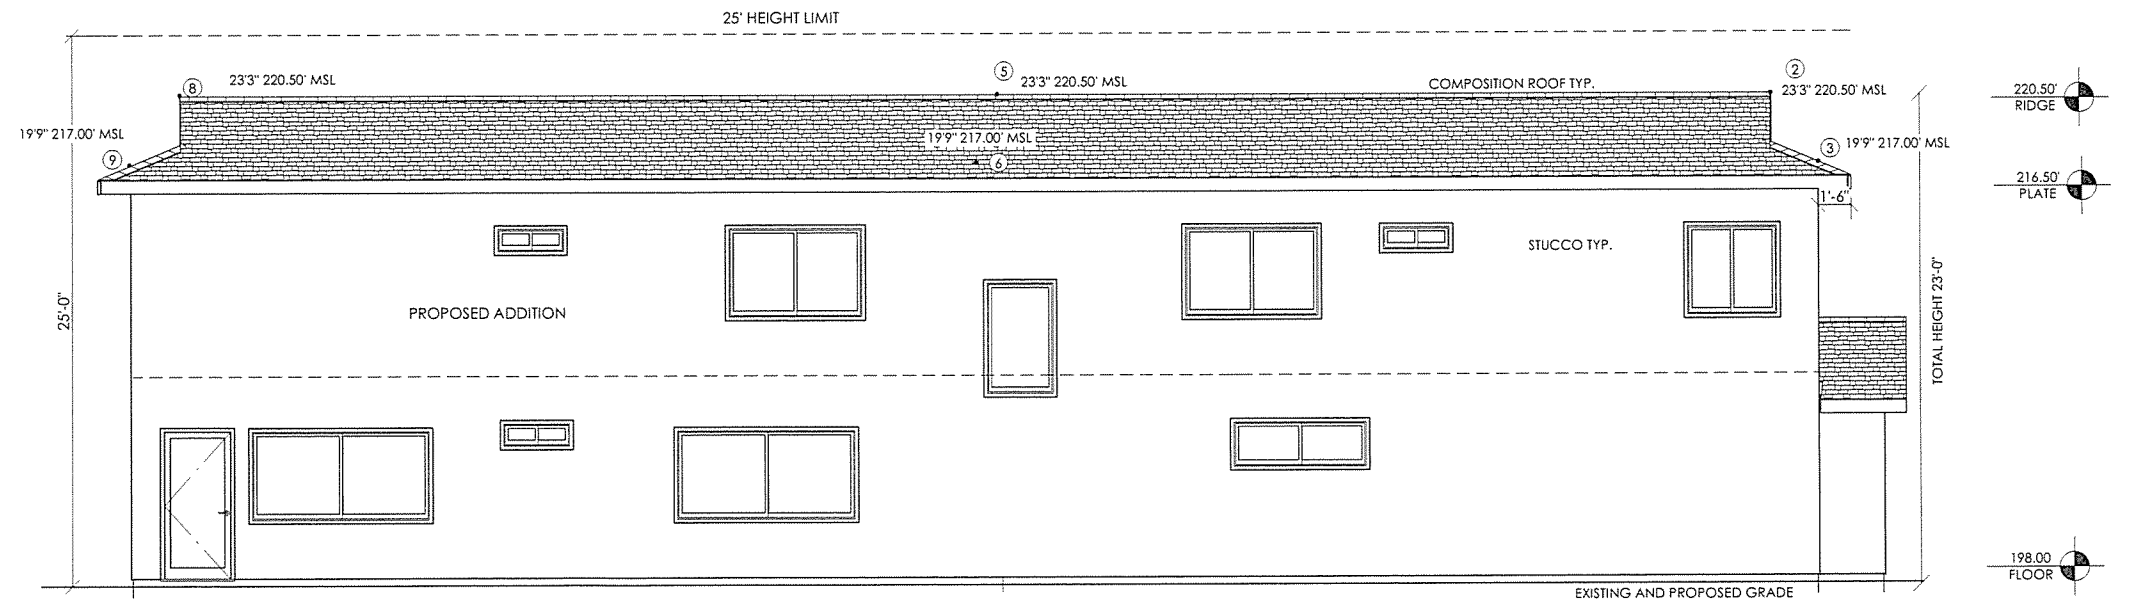 25' HEIGHT LIMIT
8
23'3" 220.50' MSL
5
23'3" 220.50' MSL
COMPOSITION ROOF TYP.
2
23'3" 220.50' MSL
220.50'
RIDGE
19'9" 217.00' MSL
9
19'9" 217.00' MSL
6
3
19'9" 217.00' MSL
216.50'
PLATE
1'-6"
STUCCO TYP.
PROPOSED ADDITION
25'-0"
TOTAL HEIGHT 23'-0"
198.00
FLOOR
EXISTING AND PROPOSED GRADE